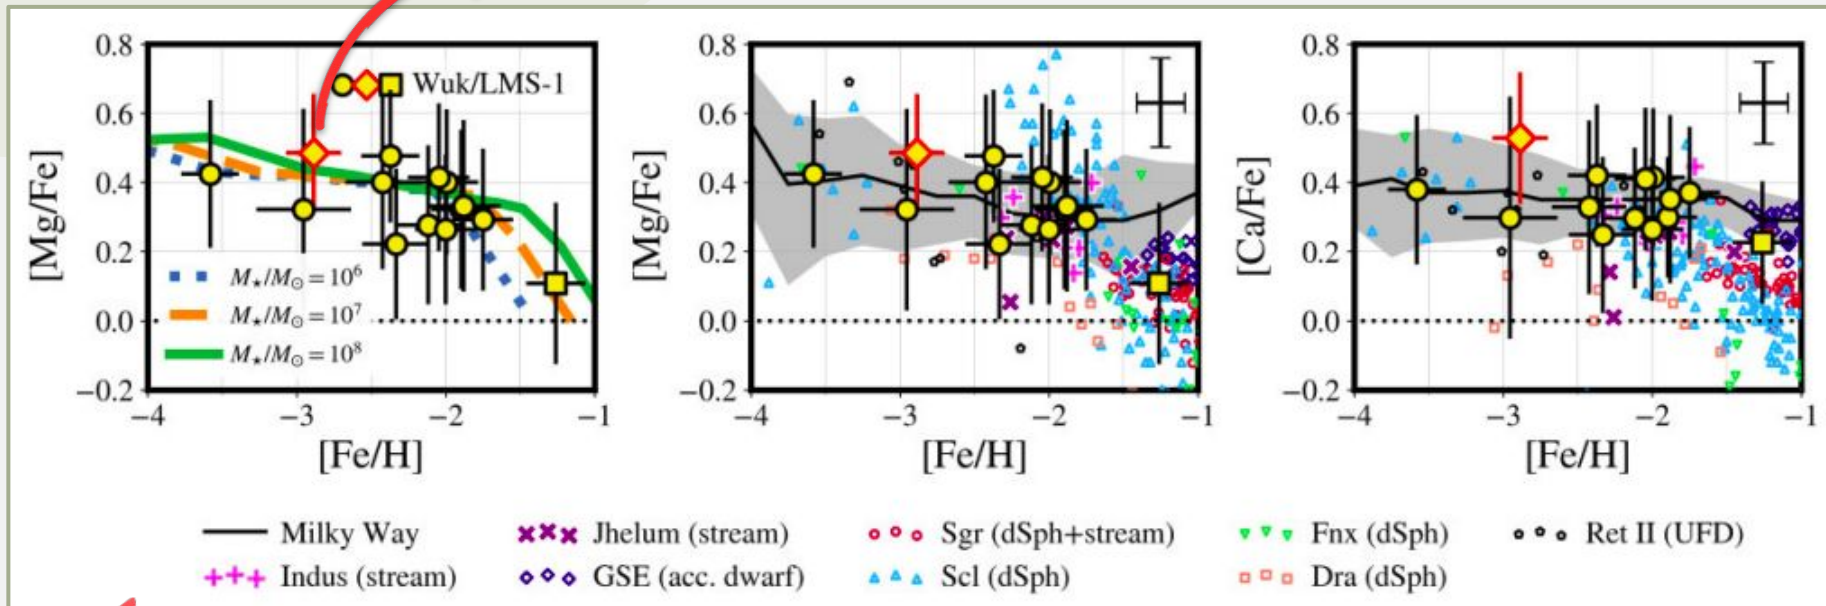 0.8
0.6
0.4
0.2
0.0
−0.2
[Mg/Fe]
Wuk/LMS-1
M⋆/M⊙ = 10⁶
M⋆/M⊙ = 10⁷
M⋆/M⊙ = 10⁸
−4 −3 −2 −1
[Fe/H]
0.8
0.6
0.4
0.2
0.0
−0.2
[Mg/Fe]
−4 −3 −2 −1
[Fe/H]
0.8
0.6
0.4
0.2
0.0
−0.2
[Ca/Fe]
−4 −3 −2 −1
[Fe/H]
Milky Way Jhelum (stream) Sgr (dSph+stream) Fnx (dSph) Ret II (UFD)
Indus (stream) GSE (acc. dwarf) Scl (dSph) Dra (dSph)